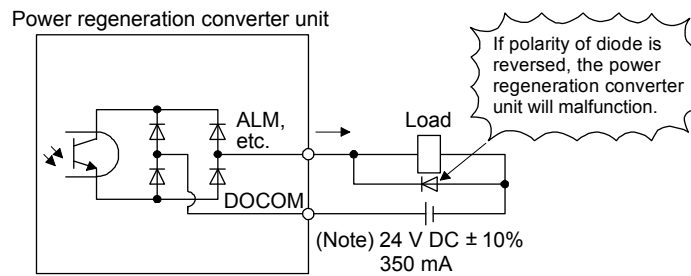 Power regeneration converter unit
If polarity of diode is
reversed, the power
regeneration converter
unit will malfunction.
ALM,
etc.
Load
DOCOM
(Note) 24 V DC ± 10%
350 mA